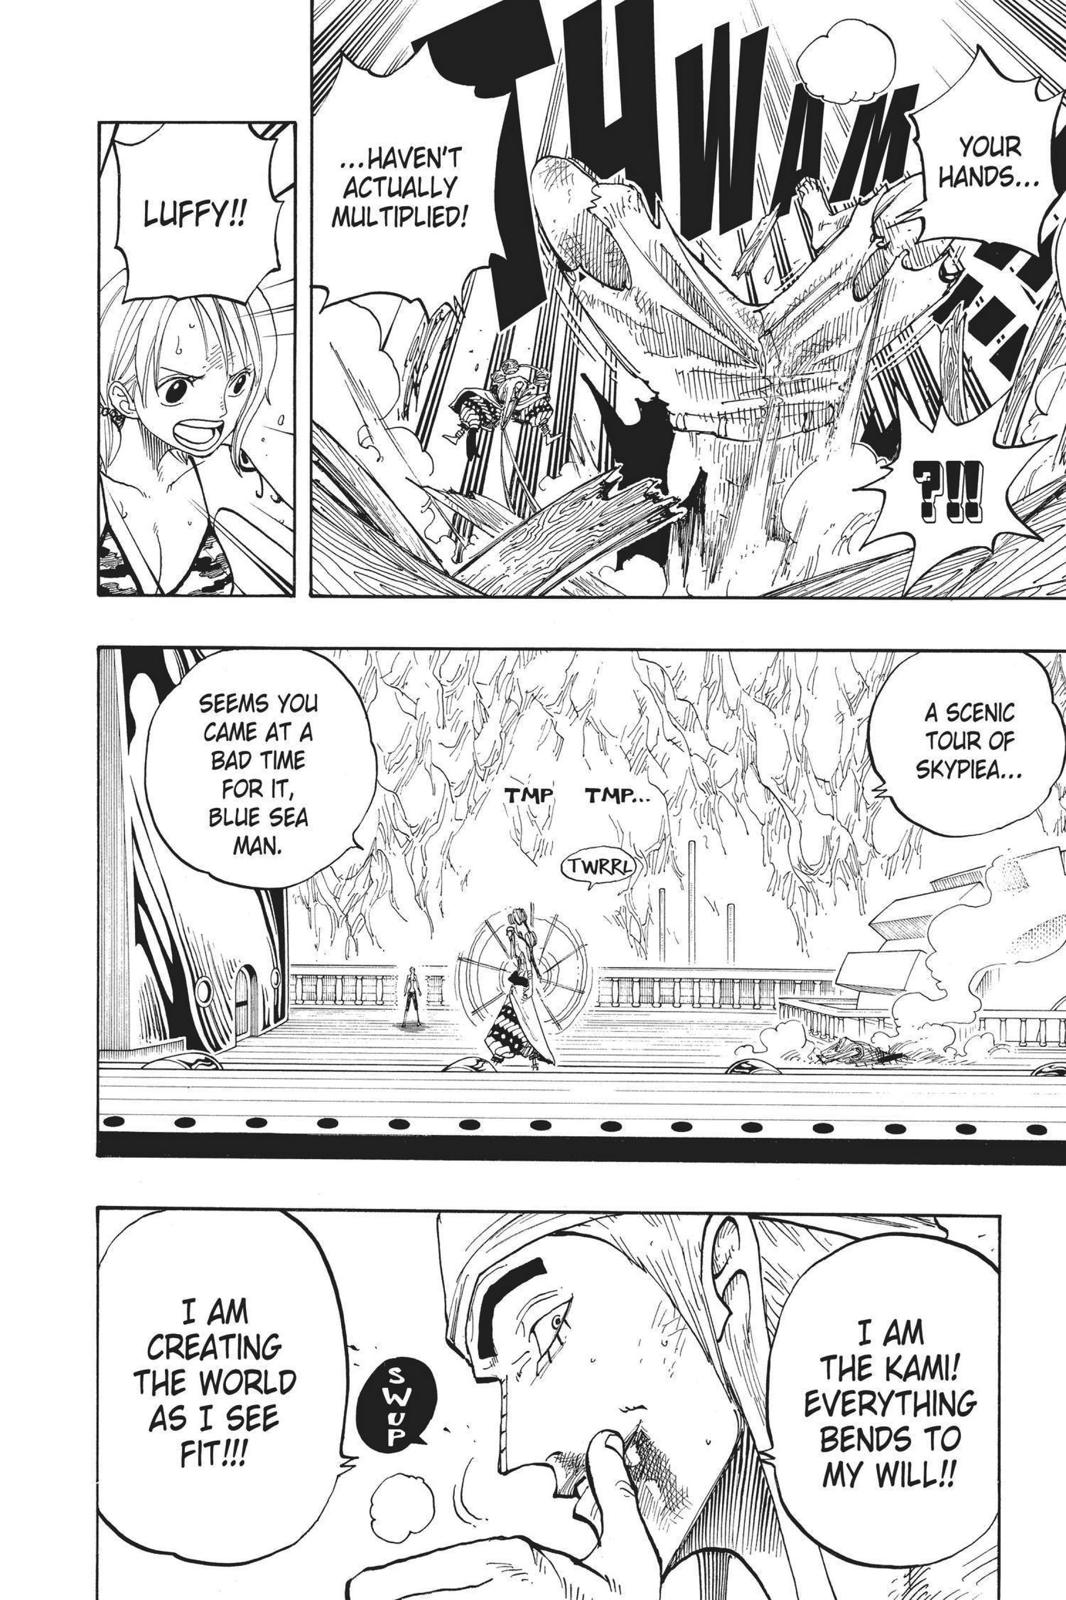 YOUR
HANDS...
THWAM
...HAVEN'T
ACTUALLY
MULTIPLIED!
?!!
LUFFY!!
A SCENIC
TOUR OF
SKYPIEA...
TMP TMP...
TWRRL
SEEMS YOU
CAME AT A
BAD TIME
FOR IT,
BLUE SEA
MAN.
I AM
THE KAMI!
EVERYTHING
BENDS TO
MY WILL!!
SWUP
I AM
CREATING
THE WORLD
AS I SEE
FIT!!!